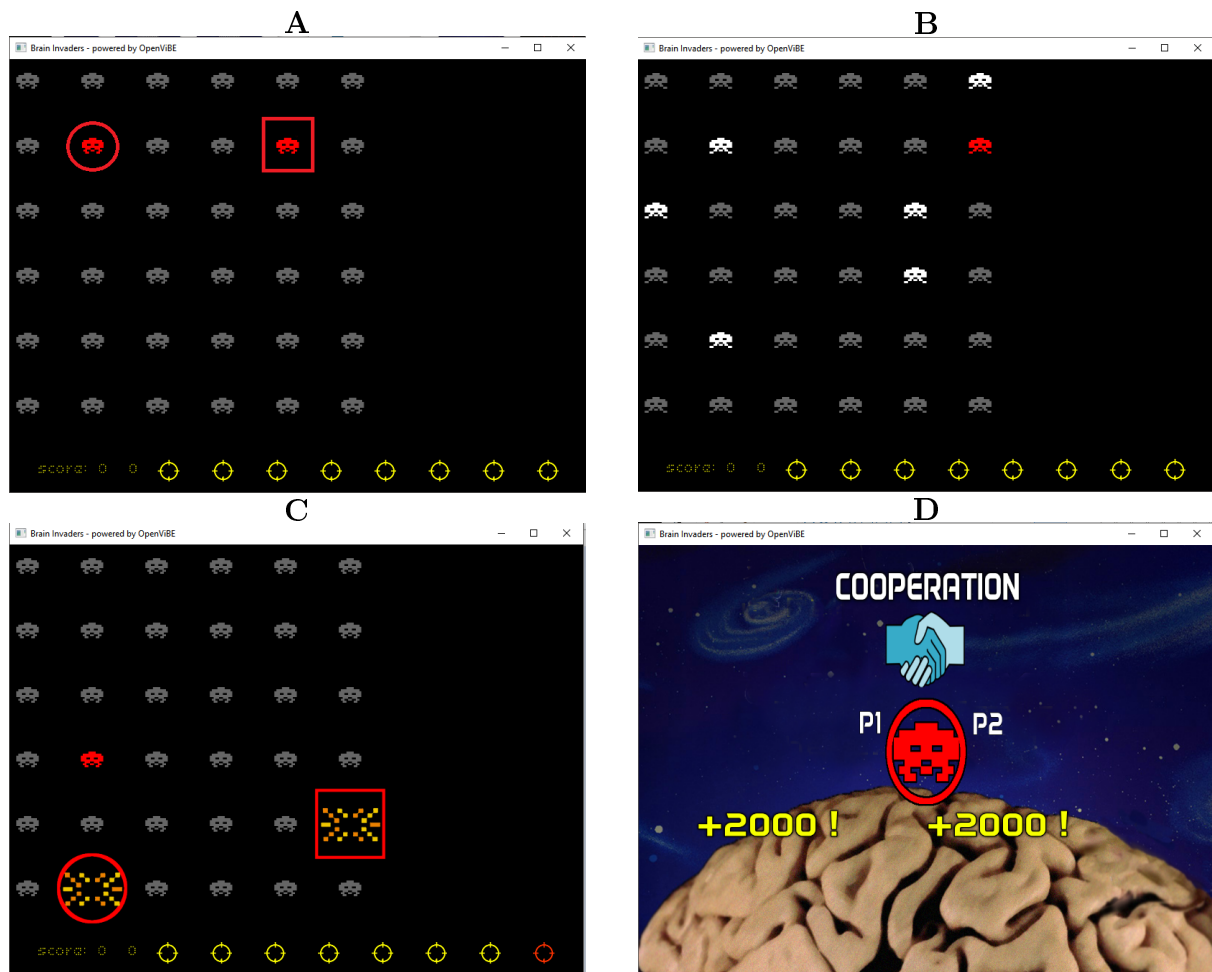 A
Brain Invaders - powered by OpenViBE
score: 0 0
B
Brain Invaders - powered by OpenViBE
score: 0 0
C
Brain Invaders - powered by OpenViBE
score: 0 0
D
Brain Invaders - powered by OpenViBE
COOPERATION
P1 P2
+2000 ! +2000 !